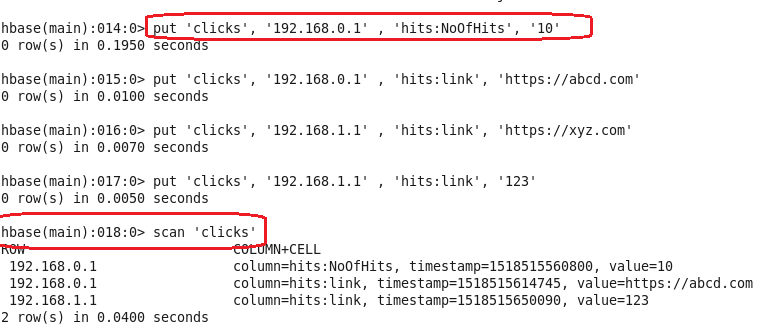 hbase(main):014:0> put 'clicks', '192.168.0.1' , 'hits:NoOfHits', '10'
0 row(s) in 0.1950 seconds
hbase(main):015:0> put 'clicks', '192.168.0.1' , 'hits:link', 'https://abcd.com'
0 row(s) in 0.0100 seconds
hbase(main):016:0> put 'clicks', '192.168.1.1' , 'hits:link', 'https://xyz.com'
0 row(s) in 0.0070 seconds
hbase(main):017:0> put 'clicks', '192.168.1.1' , 'hits:link', '123'
0 row(s) in 0.0050 seconds
hbase(main):018:0> scan 'clicks'
ROW COLUMN+CELL
192.168.0.1 column=hits:NoOfHits, timestamp=1518515560800, value=10
192.168.0.1 column=hits:link, timestamp=1518515614745, value=https://abcd.com
192.168.1.1 column=hits:link, timestamp=1518515650090, value=123
2 row(s) in 0.0400 seconds